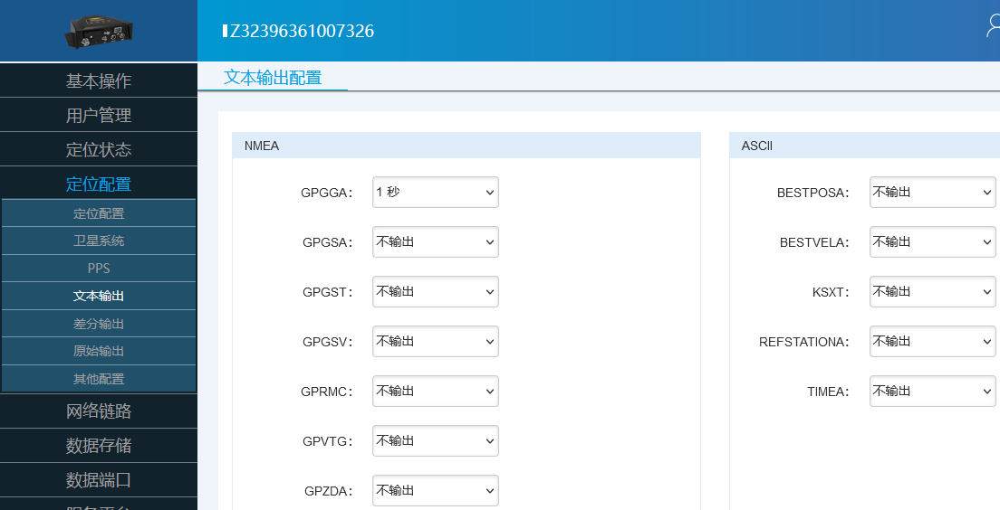 Z32396361007326
基本操作
用户管理
定位状态
定位配置
定位配置
卫星系统
PPS
文本输出
差分输出
原始输出
其他配置
网络链路
数据存储
数据端口
文本输出配置
NMEA
GPGGA： 1 秒
GPGSA： 不输出
GPGST： 不输出
GPGSV： 不输出
GPRMC： 不输出
GPVTG： 不输出
GPZDA： 不输出
ASCII
BESTPOSA： 不输出
BESTVELA： 不输出
KSXT： 不输出
REFSTATIONA： 不输出
TIMEA： 不输出